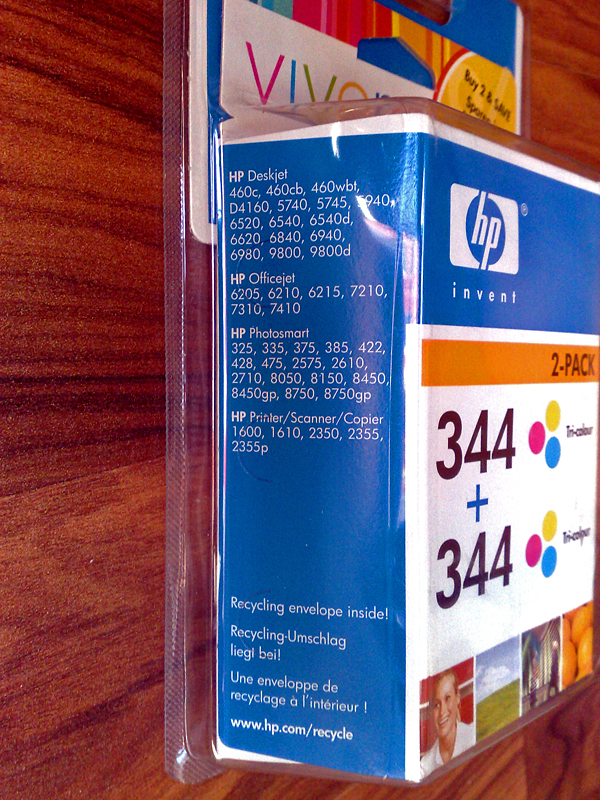 VIVe
Buy 2 & SAVE
HP Deskjet
460c, 460cb, 460wbt,
D4160, 5740, 5745, 5940,
6520, 6540, 6540d,
6620, 6840, 6940,
6980, 9800, 9800d
HP Officejet
6205, 6210, 6215, 7210,
7310, 7410
HP Photosmart
325, 335, 375, 385, 422,
428, 475, 2575, 2610,
2710, 8050, 8150, 8450,
8450gp, 8750, 8750gp
HP Printer/Scanner/Copier
1600, 1610, 2350, 2355,
2355p
Recycling envelope inside!
Recycling-Umschlag
liegi bei!
Une enveloppe de
recyclage à l'intérieur !
www.hp.com/recycle
hp®
invent
2-PACK
344 Tri-colour
+
344 Tri-colour